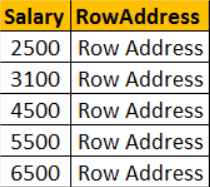 Salary RowAddress
2500 Row Address
3100 Row Address
4500 Row Address
5500 Row Address
6500 Row Address